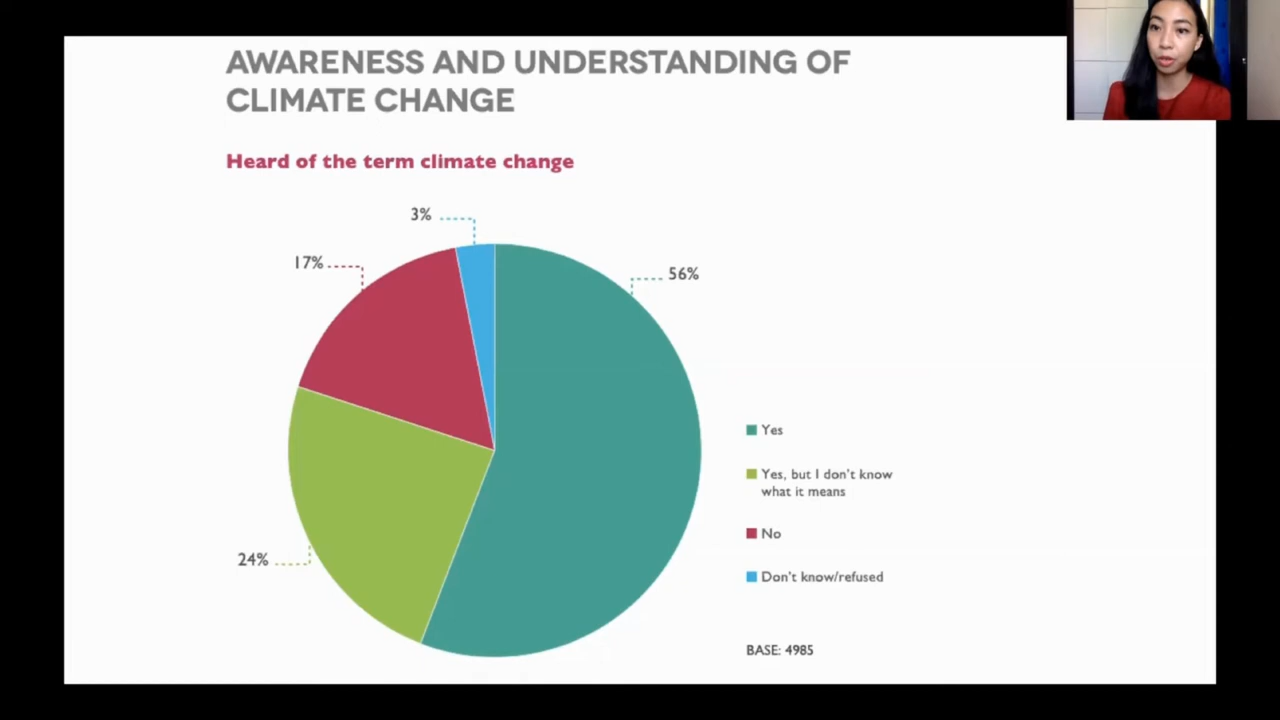 AWARENESS AND UNDERSTANDING OF
CLIMATE CHANGE
Heard of the term climate change
3%
17%
56%
24%
Yes
Yes, but I don't know
what it means
No
Don't know/refused
BASE: 4985